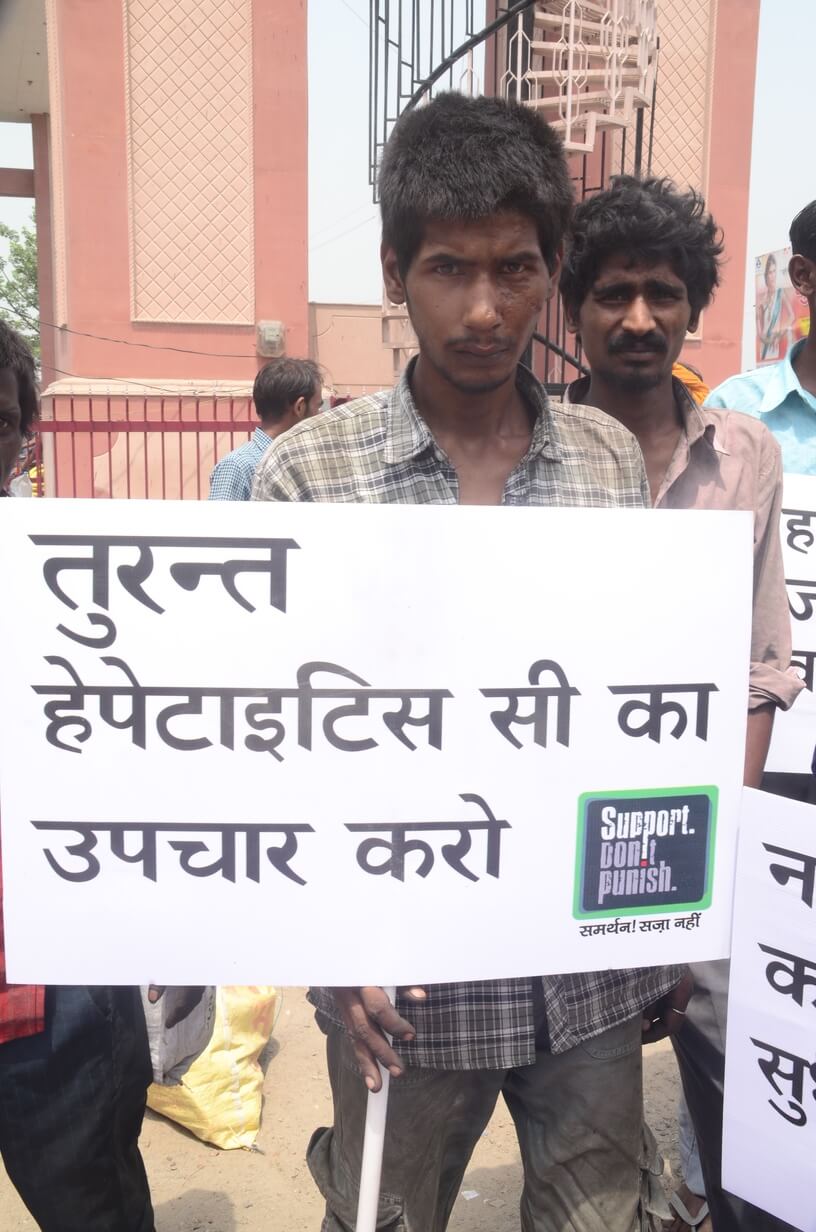 तुरन्त
हेपेटाइटिस सी का
उपचार करो
Support.
Don!t
punish.
समर्थन! सज़ा नहीं